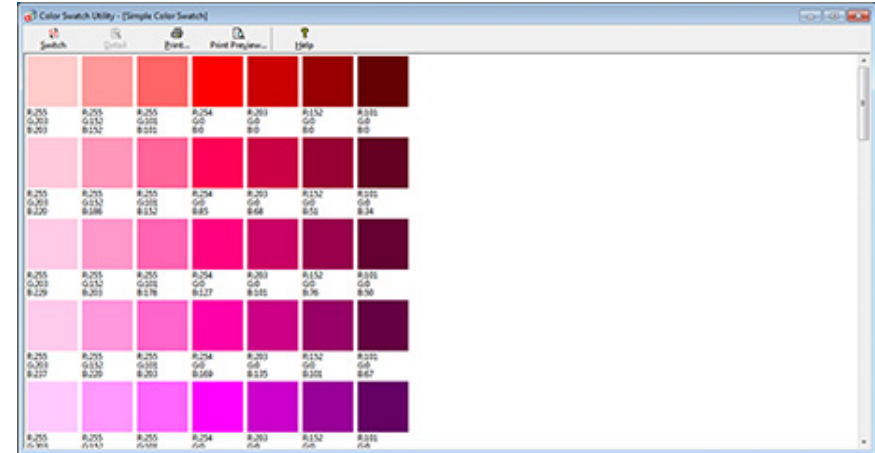 Color Swatch Utility - [Simple Color Swatch]
Switch Detail Print... Print Preview... Help
R:255 R:255 R:255 R:254 R:203 R:152 R:101
G:203 G:152 G:101 G:0 G:0 G:0 G:0
B:203 B:152 B:101 B:0 B:0 B:0 B:0
R:255 R:255 R:255 R:254 R:203 R:152 R:101
G:203 G:152 G:101 G:0 G:0 G:0 G:0
B:220 B:186 B:152 B:85 B:68 B:51 B:34
R:255 R:255 R:255 R:254 R:203 R:152 R:101
G:203 G:152 G:101 G:0 G:0 G:0 G:0
B:229 B:203 B:178 B:127 B:101 B:76 B:50
R:255 R:255 R:255 R:254 R:203 R:152 R:101
G:203 G:152 G:101 G:0 G:0 G:0 G:0
B:237 B:220 B:203 B:169 B:135 B:101 B:67
R:255 R:255 R:255 R:254 R:203 R:152 R:101